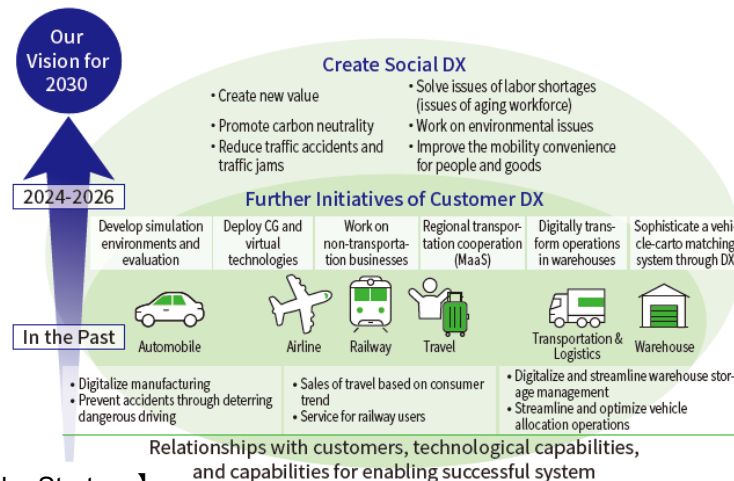 Our
Vision for
2030
Create Social DX
• Create new value
• Promote carbon neutrality
• Reduce traffic accidents and
traffic jams
• Solve issues of labor shortages
(issues of aging workforce)
• Work on environmental issues
• Improve the mobility convenience
for people and goods
2024-2026
Further Initiatives of Customer DX
Develop simulation
environments and
evaluation
Deploy CG and
virtual
technologies
Work on
non-transporta-
tion businesses
Regional transpor-
tation cooperation
(MaaS)
Digitally trans-
form operations
in warehouses
Sophisticate a vehi-
cle-carto matching
system through DX
In the Past
Automobile
Airline
Railway
Travel
Transportation &
Logistics
Warehouse
• Digitalize manufacturing
• Prevent accidents through deterring
dangerous driving
• Sales of travel based on consumer
trend
• Service for railway users
• Digitalize and streamline warehouse stor-
age management
• Streamline and optimize vehicle
allocation operations
Relationships with customers, technological capabilities,
and capabilities for enabling successful system